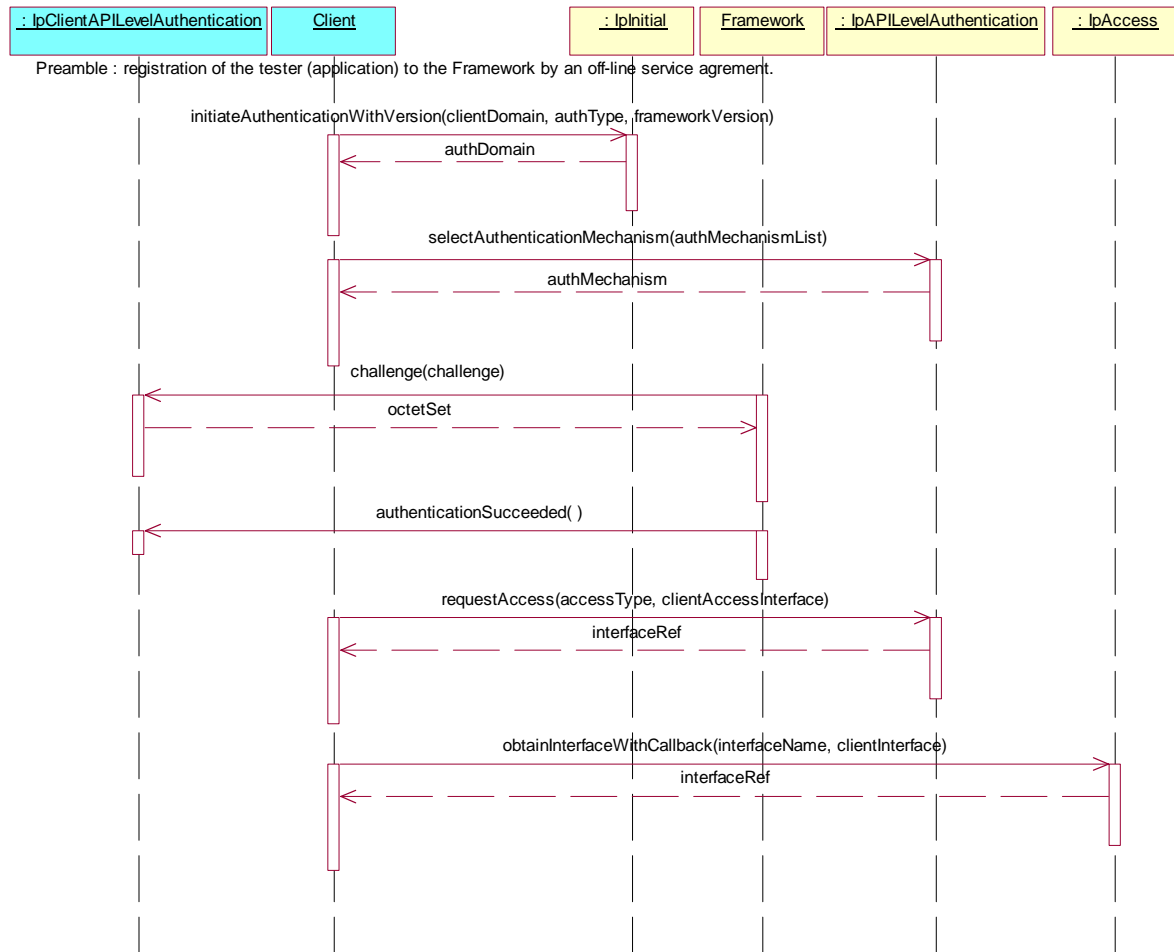 : IpClientAPILevelAuthentication
Client
: IpInitial
Framework
: IpAPILevelAuthentication
: IpAccess
Preamble : registration of the tester (application) to the Framework by an off-line service agrement.
initiateAuthenticationWithVersion(clientDomain, authType, frameworkVersion)
authDomain
selectAuthenticationMechanism(authMechanismList)
authMechanism
challenge(challenge)
octetSet
authenticationSucceeded( )
requestAccess(accessType, clientAccessInterface)
interfaceRef
obtainInterfaceWithCallback(interfaceName, clientInterface)
interfaceRef